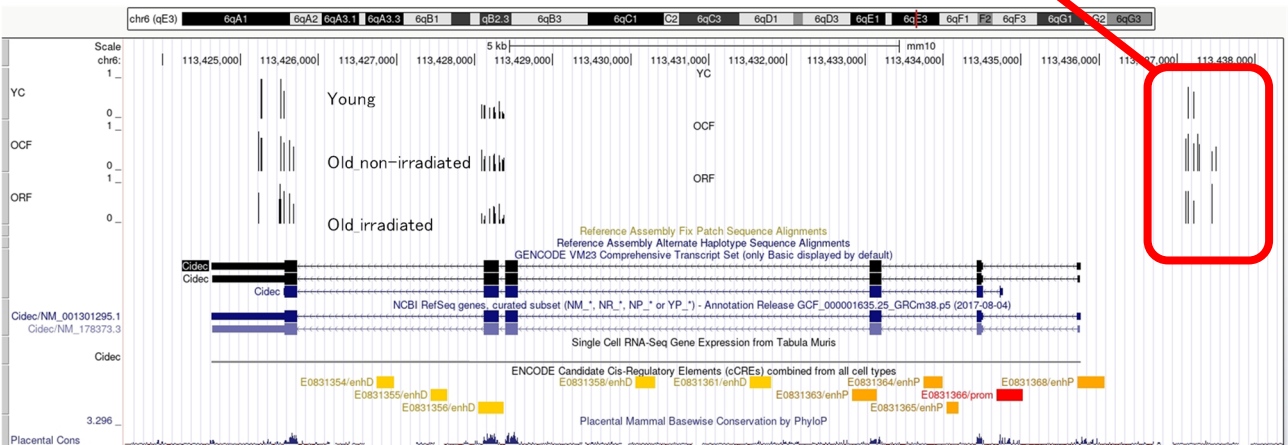 chr6 (qE3) 6qA1 6qA2 6qA3.1 6qA3.3 6qB1 qB2.3 6qB3 6qC1 C2 6qC3 6qD1 6qD3 6qE1 6qE3 6qF1 F2 6qF3 6qG1 G2 6qG3
Scale 5 kb mm10
chr6: 113,425,000 113,426,000 113,427,000 113,428,000 113,429,000 113,430,000 113,431,000 113,432,000 113,433,000 113,434,000 113,435,000 113,436,000 113,437,000 113,438,000
YC
1 _
YC
Young
0 _
OCF
1 _
OCF
Old_non-irradiated
0 _
ORF
1 _
ORF
0 _
Old_irradiated
Reference Assembly Fix Patch Sequence Alignments
Reference Assembly Alternate Haplotype Sequence Alignments
GENCODE VM23 Comprehensive Transcript Set (only Basic displayed by default)
Cidec
Cidec
Cidec
NCBI RefSeq genes, curated subset (NM_*, NR_*, NP_* or YP_*) - Annotation Release GCF_000001635.25_GRCm38.p5 (2017-08-04)
Cidec/NM_001301295.1
Cidec/NM_178373.3
Single Cell RNA-Seq Gene Expression from Tabula Muris
Cidec
ENCODE Candidate Cis-Regulatory Elements (cCREs) combined from all cell types
E0831354/enhD E0831358/enhD E0831361/enhD E0831364/enhP E0831368/enhP
E0831355/enhD E0831363/enhP E0831366/prom
E0831356/enhD E0831365/enhP
3.296 _ Placental Mammal Basewise Conservation by PhyloP
Placental Cons